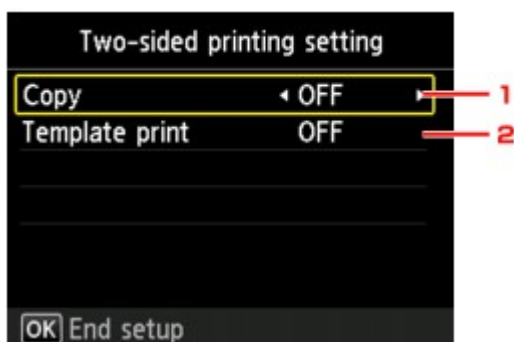 Two-sided printing setting
Copy OFF 1
Template print OFF 2
OK End setup